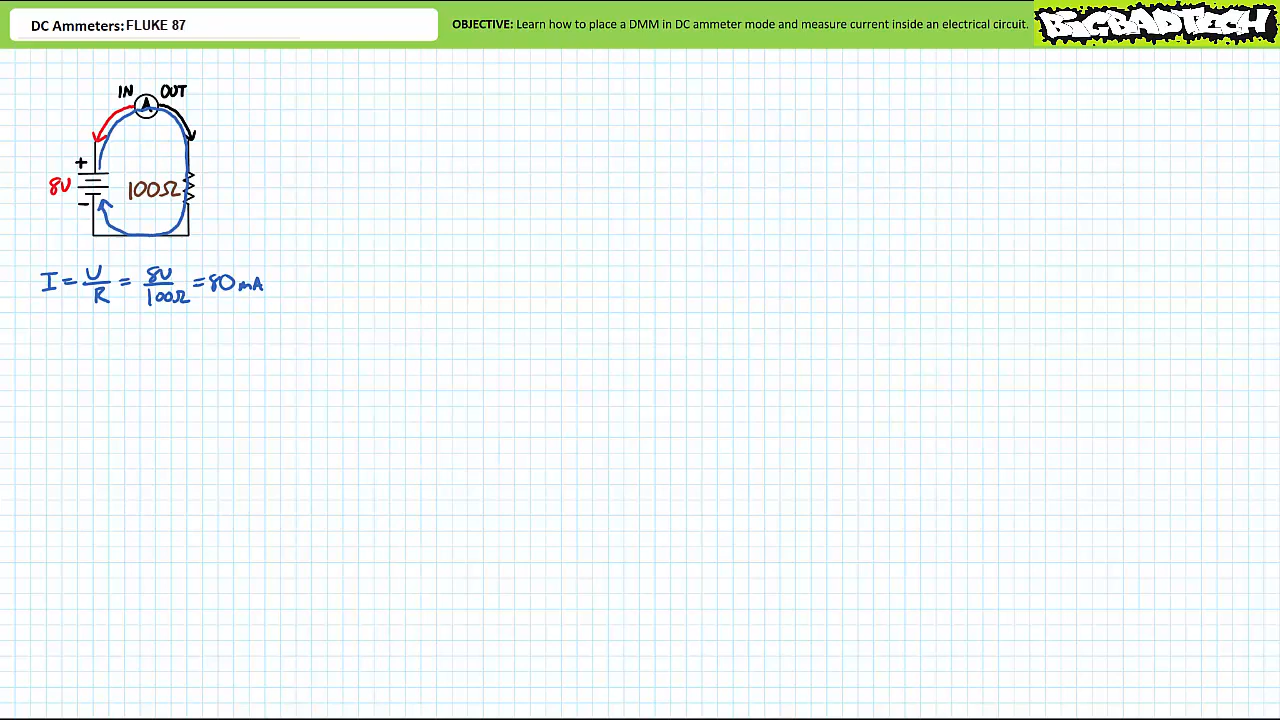 DC Ammeters: FLUKE 87
OBJECTIVE: Learn how to place a DMM in DC ammeter mode and measure current inside an electrical circuit.
BIGBADTECH
IN A OUT
+
8V 100Ω
-
I = V/R = 8V/100Ω = 80mA